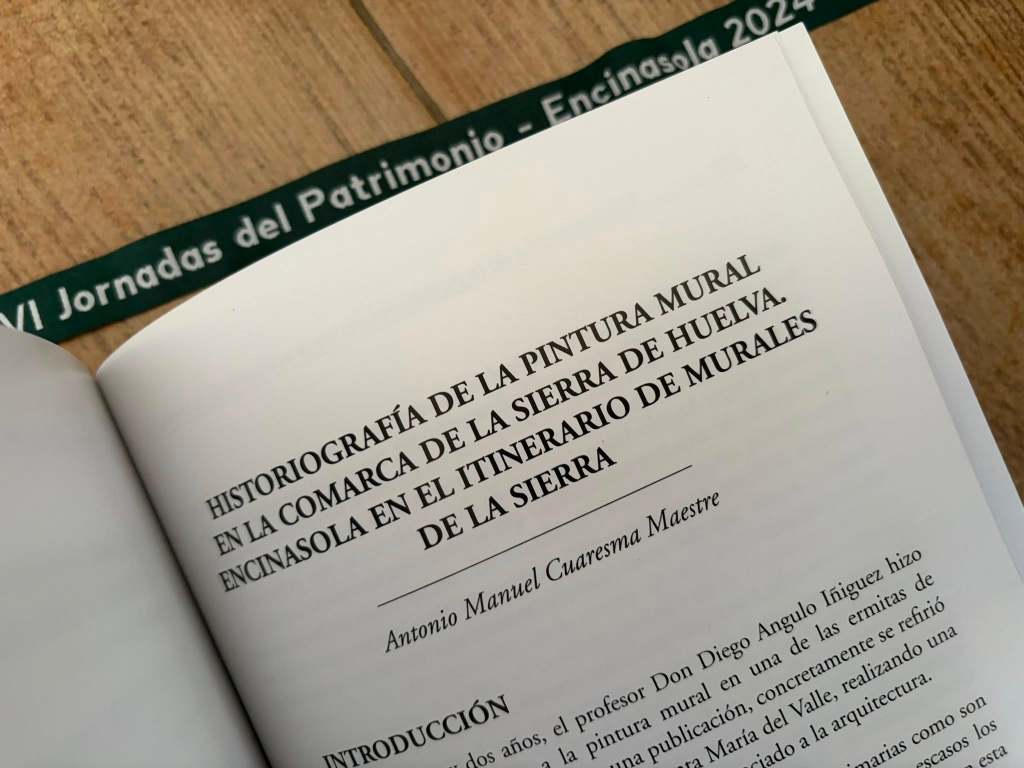 VI Jornadas del Patrimonio - Encinasola 2024
HISTORIOGRAFÍA DE LA PINTURA MURAL
EN LA COMARCA DE LA SIERRA DE HUELVA.
ENCINASOLA EN EL ITINERARIO DE MURALES
DE LA SIERRA
Antonio Manuel Cuaresma Maestre
INTRODUCCIÓN
y dos años, el profesor Don Diego Angulo Iñiguez hizo
a la pintura mural en una de las ermitas de
una publicación, concretamente se refirió
María del Valle, realizando una
a la arquitectura.
como son
escasos los
en esta